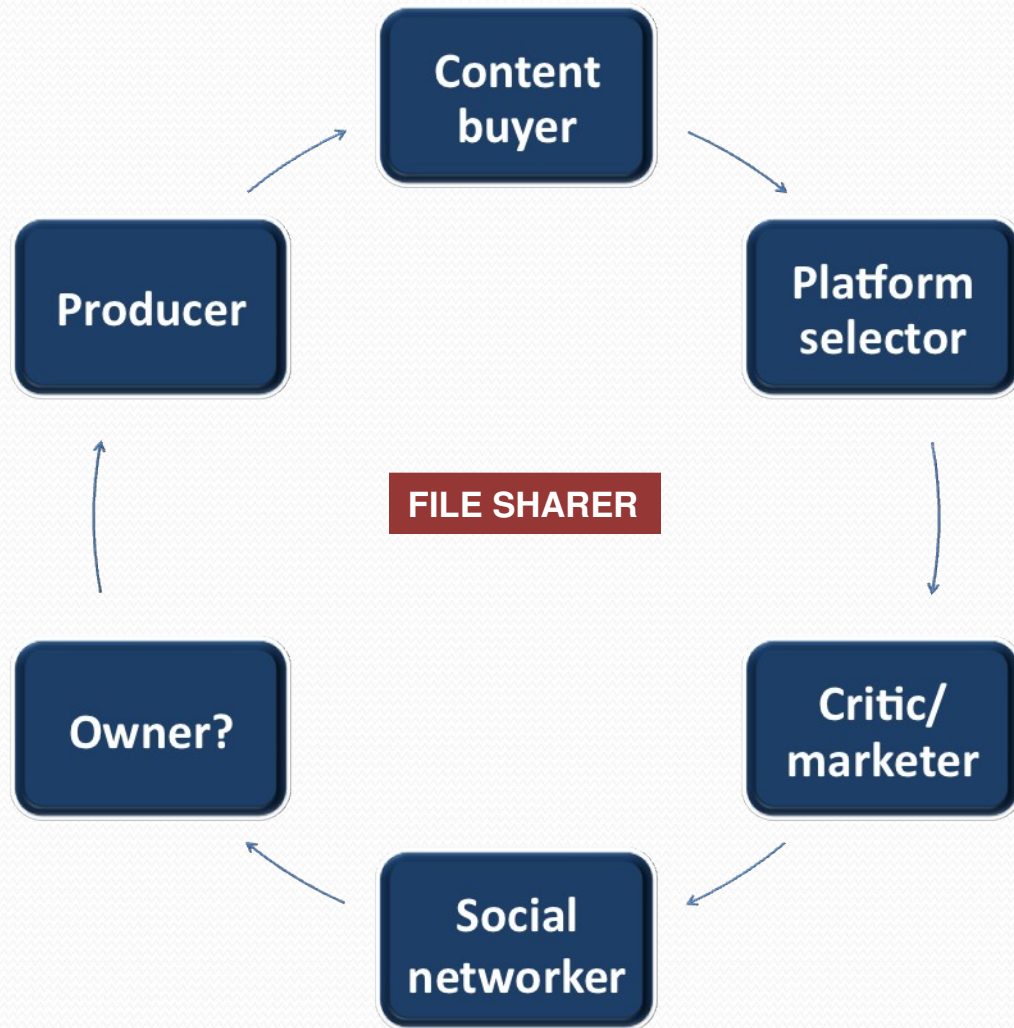 Content
buyer
Platform
selector
Producer
FILE SHARER
Critic/
marketer
Owner?
Social
networker